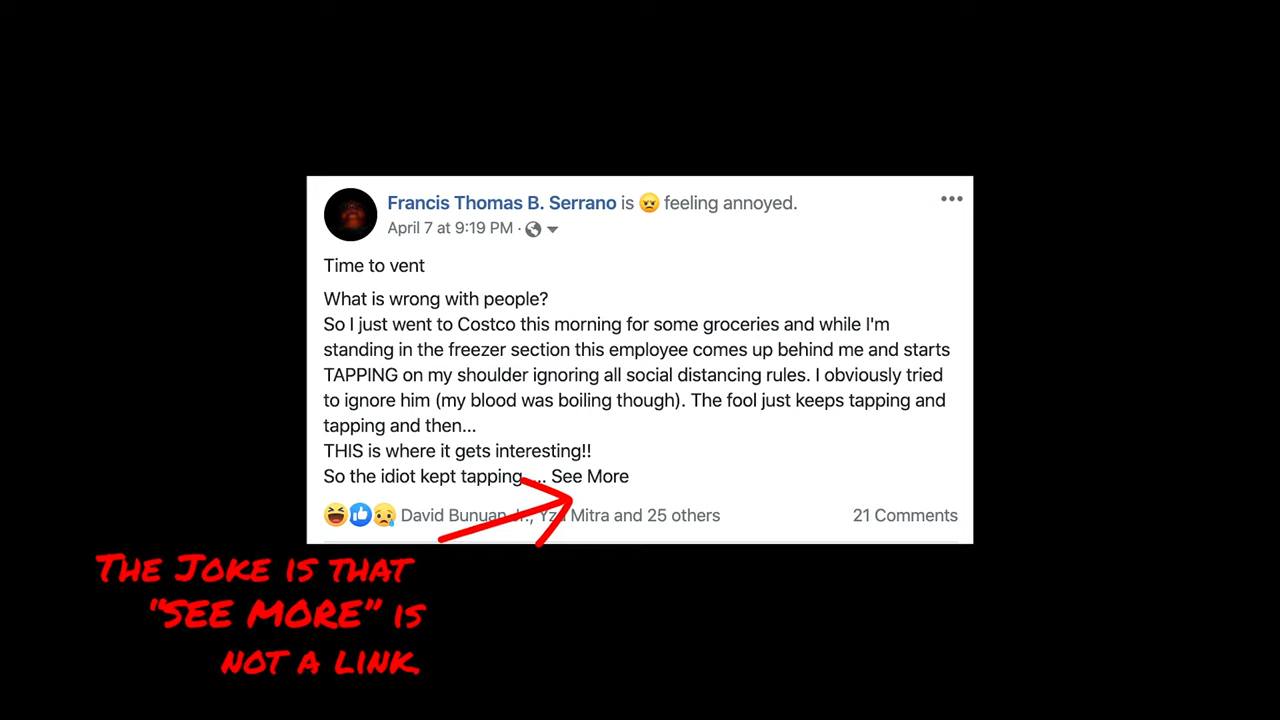 Francis Thomas B. Serrano is 😠 feeling annoyed.
April 7 at 9:19 PM ·
Time to vent
What is wrong with people?
So I just went to Costco this morning for some groceries and while I'm
standing in the freezer section this employee comes up behind me and starts
TAPPING on my shoulder ignoring all social distancing rules. I obviously tried
to ignore him (my blood was boiling though). The fool just keeps tapping and
tapping and then...
THIS is where it gets interesting!!
So the idiot kept tapping .... See More
David Bunuan Jr., Yza Mitra and 25 others
21 Comments
THE JOKE IS THAT
"SEE MORE" IS
NOT A LINK.